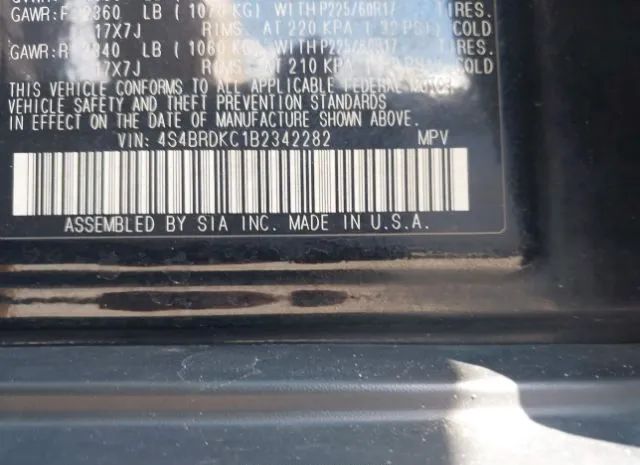 GAWR:F 2360 LB ( 1070 KG) WITH P225/60R17 TIRES.
17X7J RIMS, AT 220 KPA ( 32 PSI) COLD
GAWR:R 2340 LB ( 1060 KG) WITH P225/60R17 TIRES.
17X7J RIMS, AT 210 KPA COLD
THIS VEHICLE CONFORMS TO ALL APPLICABLE FEDERAL MOTOR
VEHICLE SAFETY AND THEFT PREVENTION STANDARDS
IN EFFECT ON THE DATE OF MANUFACTURE SHOWN ABOVE.
VIN: 4S4BRDKC1B2342282 MPV
ASSEMBLED BY SIA INC. MADE IN U.S.A.